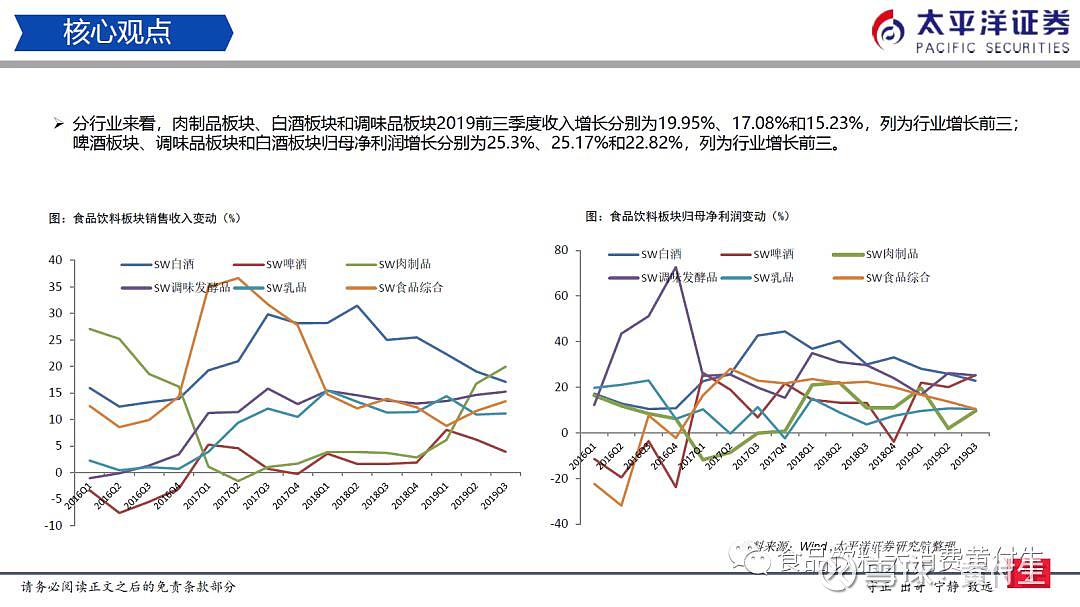 核心观点
太平洋证券
PACIFIC SECURITIES
➢ 分行业来看，肉制品板块、白酒板块和调味品板块2019前三季度收入增长分别为19.95%、17.08%和15.23%，列为行业增长前三；
啤酒板块、调味品板块和白酒板块归母净利润增长分别为25.3%、25.17%和22.82%，列为行业增长前三。
图：食品饮料板块销售收入变动（%）
SW白酒 SW啤酒 SW肉制品
SW调味发酵品 SW乳品 SW食品综合
40
35
30
25
20
15
10
5
0
-5
-10
2016Q1 2016Q2 2016Q3 2016Q4 2017Q1 2017Q2 2017Q3 2017Q4 2018Q1 2018Q2 2018Q3 2018Q4 2019Q1 2019Q2 2019Q3
图：食品饮料板块归母净利润变动（%）
SW白酒 SW啤酒 SW肉制品
SW调味发酵品 SW乳品 SW食品综合
80
60
40
20
0
-20
-40
2016Q1 2016Q2 2016Q3 2016Q4 2017Q1 2017Q2 2017Q3 2017Q4 2018Q1 2018Q2 2018Q3 2018Q4 2019Q1 2019Q2 2019Q3
料来源：Wind，太平洋证券研究院整理
食品饮料大消费黄付生
雪球：黄付生
请务必阅读正文之后的免责条款部分
守正 出奇 宁静 致远